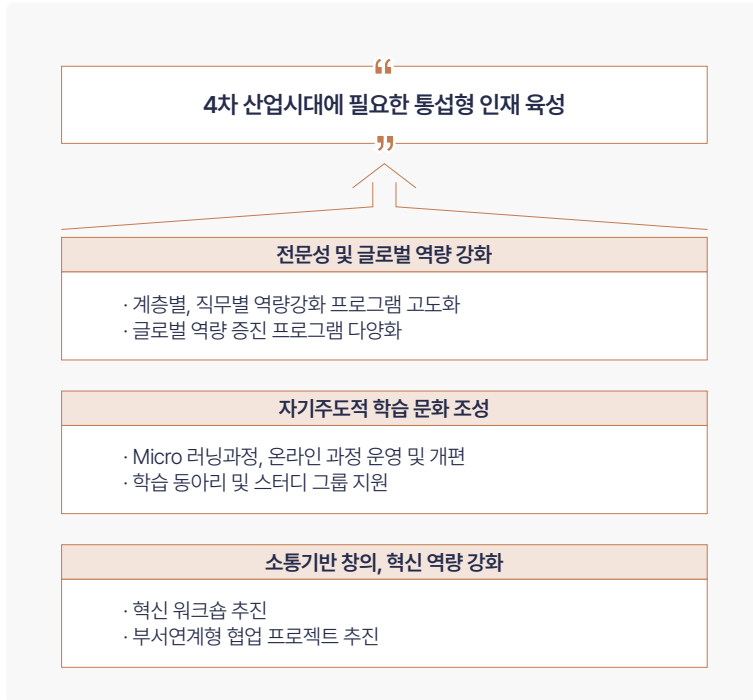 “
4차 산업시대에 필요한 통섭형 인재 육성
”
전문성 및 글로벌 역량 강화
· 계층별, 직무별 역량강화 프로그램 고도화
· 글로벌 역량 증진 프로그램 다양화
자기주도적 학습 문화 조성
· Micro 러닝과정, 온라인 과정 운영 및 개편
· 학습 동아리 및 스터디 그룹 지원
소통기반 창의, 혁신 역량 강화
· 혁신 워크숍 추진
· 부서연계형 협업 프로젝트 추진